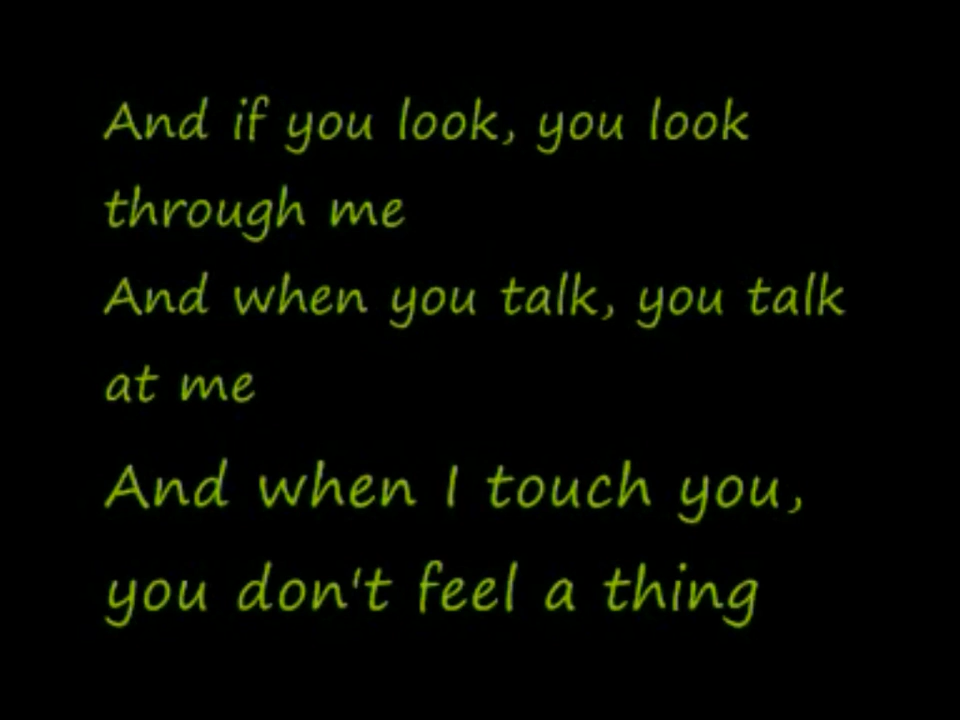 And if you look, you look
through me
And when you talk, you talk
at me
And when I touch you,
you don't feel a thing